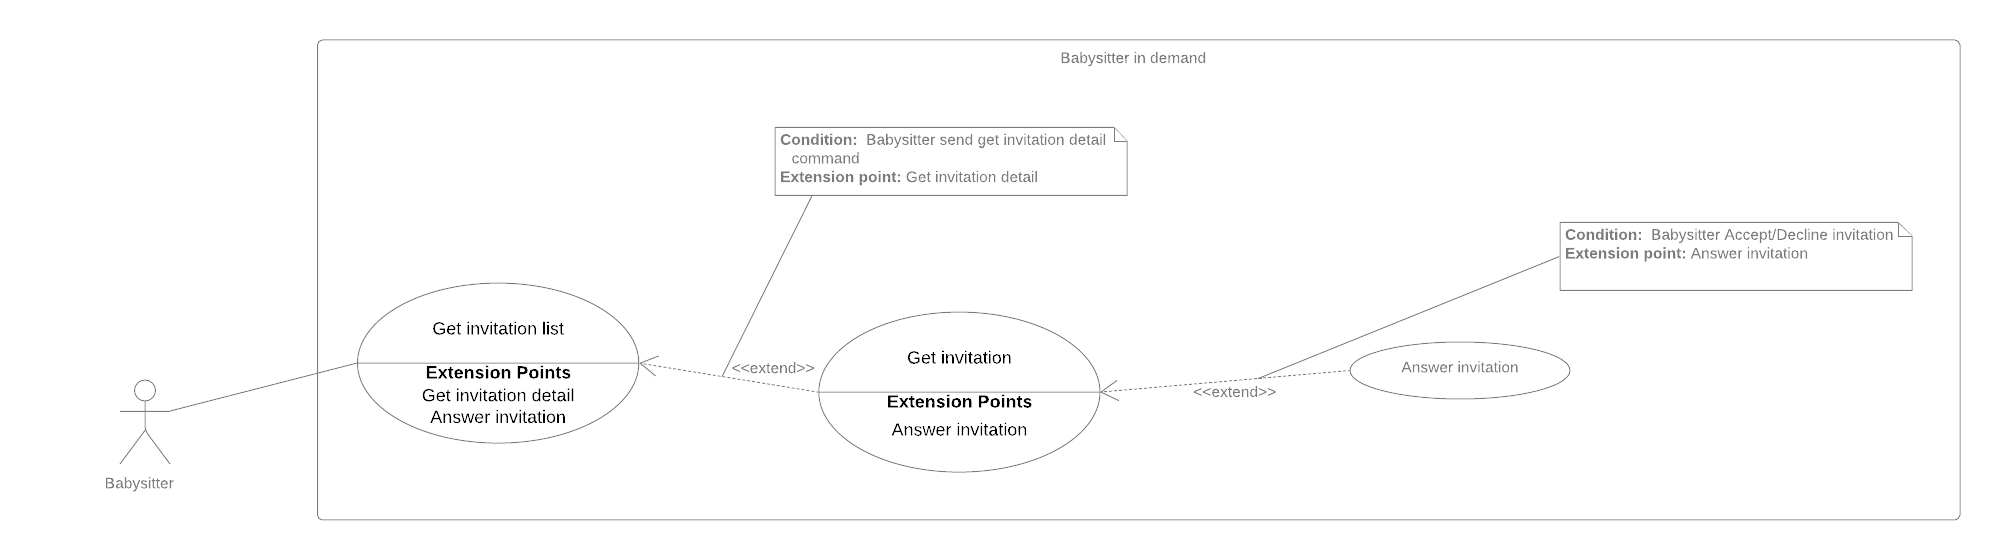 Babysitter in demand
Condition: Babysitter send get invitation detail
command
Extension point: Get invitation detail
Condition: Babysitter Accept/Decline invitation
Extension point: Answer invitation
Get invitation list
Extension Points
Get invitation detail
Answer invitation
<<extend>>
Get invitation
Extension Points
Answer invitation
<<extend>>
Answer invitation
Babysitter